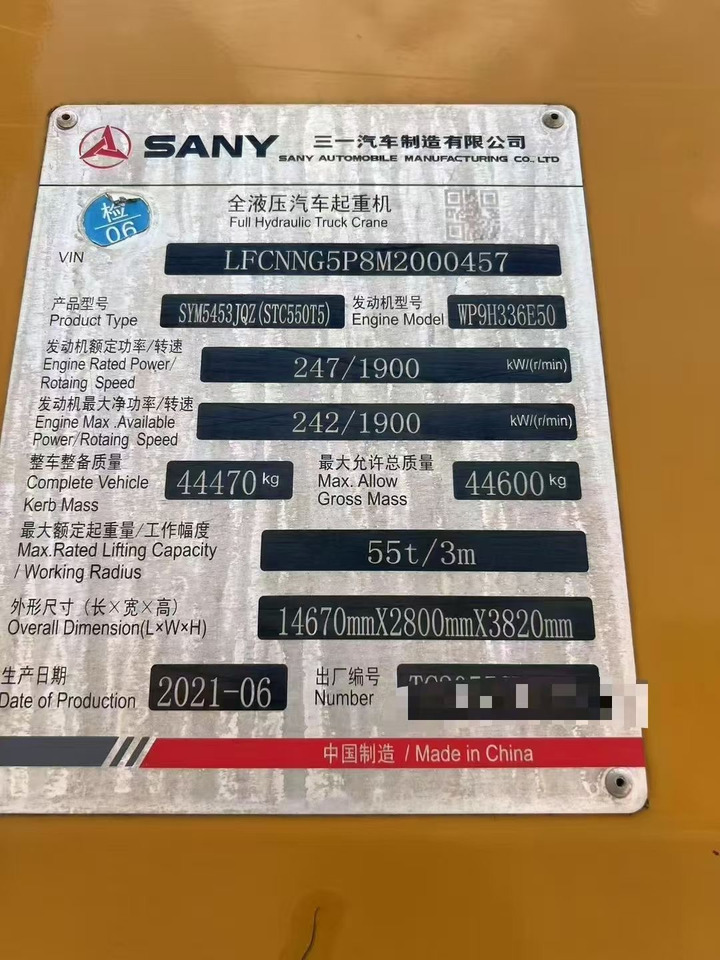 SANY 三一汽车制造有限公司
SANY AUTOMOBILE MANUFACTURING CO., LTD
检
06
全液压汽车起重机
Full Hydraulic Truck Crane
VIN LFCNNG5P8M2000457
产品型号 SYM5453JQZ(STC550T5) 发动机型号 WP9H336E50
Product Type Engine Model
发动机额定功率/转速
Engine Rated Power/ 247/1900 kW/(r/min)
Rotaing Speed
发动机最大净功率/转速
Engine Max .Available 242/1900 kW/(r/min)
Power/Rotaing Speed
整车整备质量 最大允许总质量
Complete Vehicle 44470 kg Max. Allow 44600 kg
Kerb Mass Gross Mass
最大额定起重量/工作幅度
Max.Rated Lifting Capacity 55t/3m
/ Working Radius
外形尺寸（长×宽×高）
Overall Dimension(L×W×H) 14670mmX2800mmX3820mm
生产日期 2021-06 出厂编号
Date of Production Number
中国制造 / Made in China